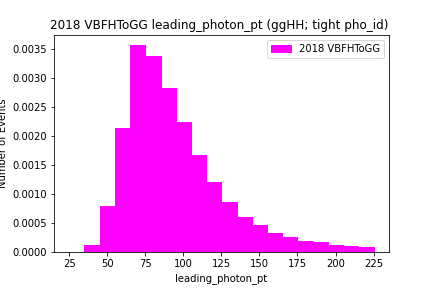 2018 VBFHToGG leading_photon_pt (ggHH; tight pho_id)
2018 VBFHToGG
0.0035
0.0030
0.0025
0.0020
0.0015
0.0010
0.0005
0.0000
Number of Events
25 50 75 100 125 150 175 200 225
leading_photon_pt